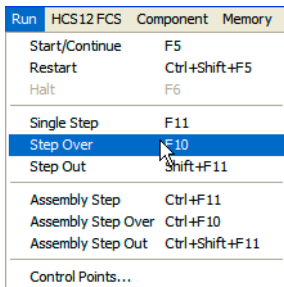 Run HCS12 FCS Component Memory
Start/Continue F5
Restart Ctrl+Shift+F5
Halt F6
Single Step F11
Step Over F10
Step Out Shift+F11
Assembly Step Ctrl+F11
Assembly Step Over Ctrl+F10
Assembly Step Out Ctrl+Shift+F11
Control Points...